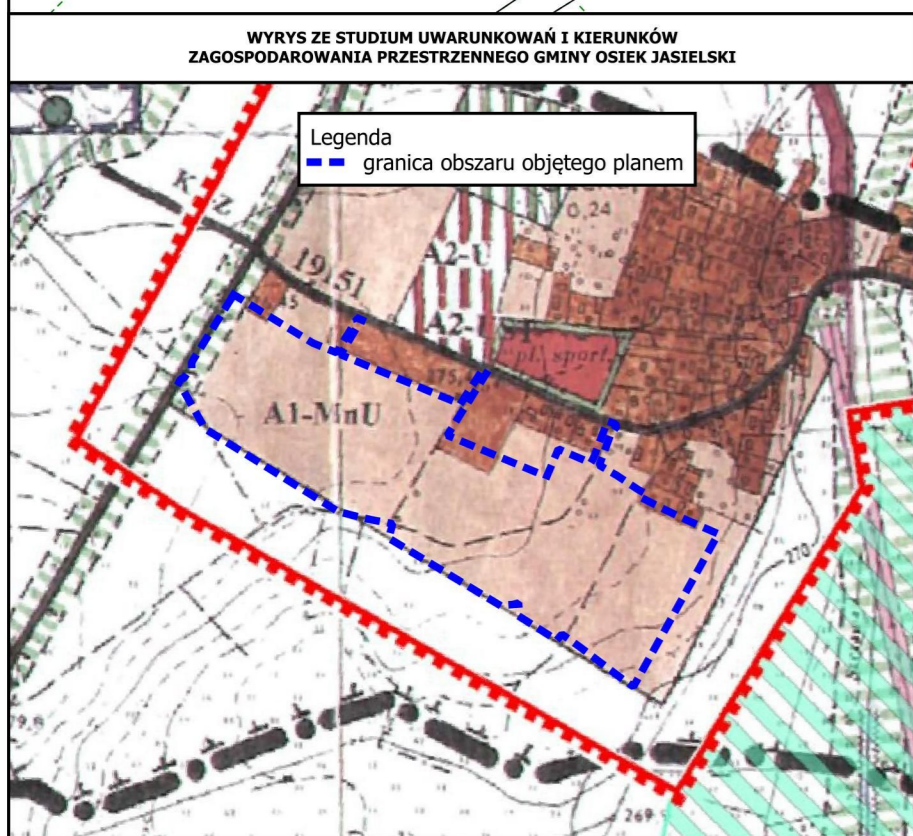 WYRYS ZE STUDIUM UWARUNKOWAŃ I KIERUNKÓW
ZAGOSPODAROWANIA PRZESTRZENNEGO GMINY OSIEK JASIELSKI
Legenda
granica obszaru objętego planem
K Z
0,24
A2-U
19,51
A2-
pl. sport.
A1-MnU
270
269